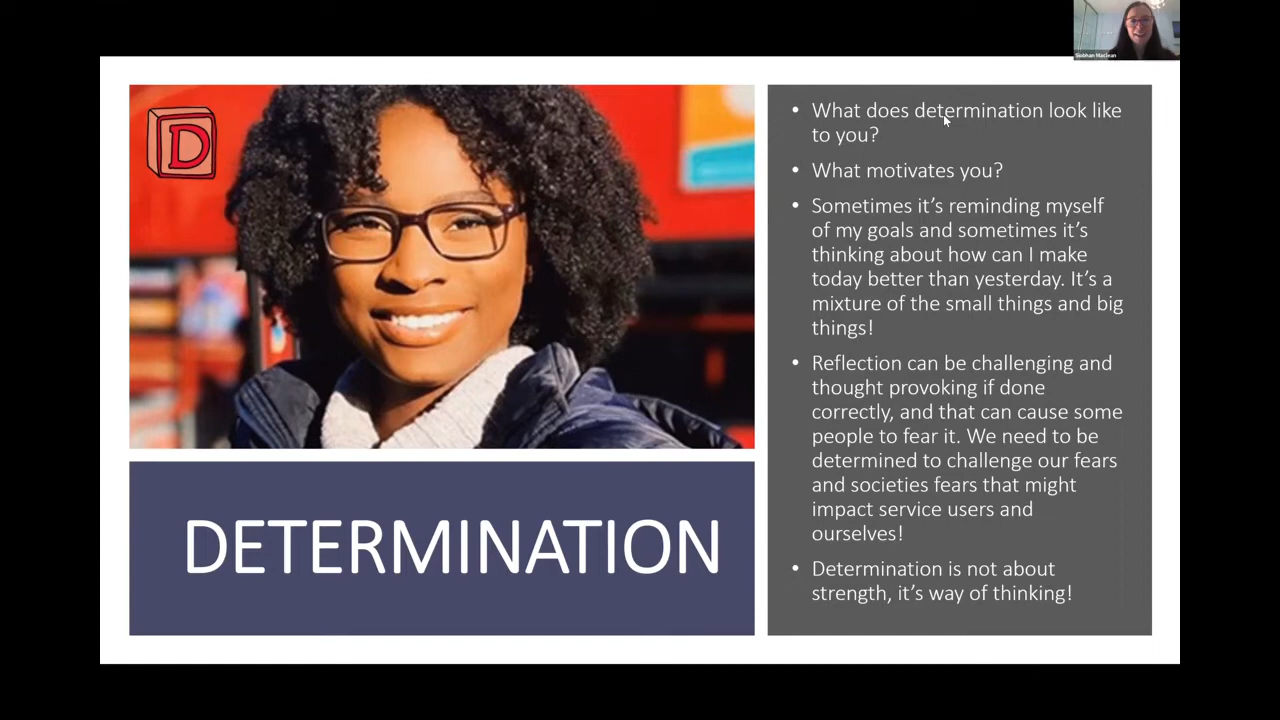 Siobhan Maclean
D
What does determination look like
to you?
What motivates you?
Sometimes it's reminding myself
of my goals and sometimes it's
thinking about how can I make
today better than yesterday. It's a
mixture of the small things and big
things!
Reflection can be challenging and
thought provoking if done
correctly, and that can cause some
people to fear it. We need to be
determined to challenge our fears
and societies fears that might
impact service users and
ourselves!
Determination is not about
strength, it's way of thinking!
DETERMINATION